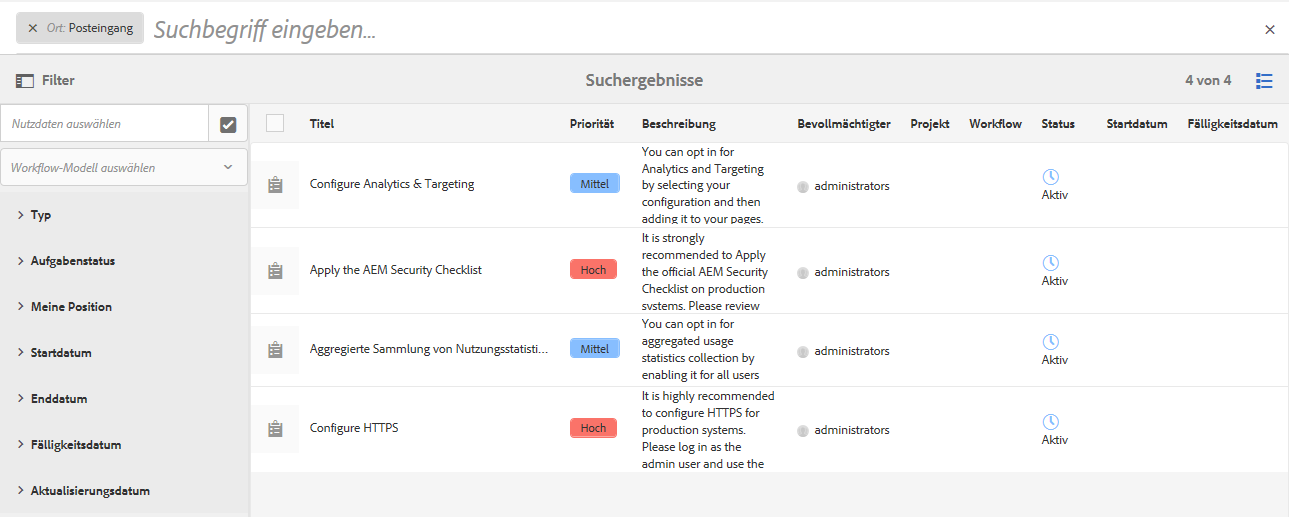 ✕ Ort: Posteingang Suchbegriff eingeben... ✕
Filter Suchergebnisse 4 von 4
Nutzdaten auswählen
Workflow-Modell auswählen
Typ
Aufgabenstatus
Meine Position
Startdatum
Enddatum
Fälligkeitsdatum
Aktualisierungsdatum
Titel Priorität Beschreibung Bevollmächtigter Projekt Workflow Status Startdatum Fälligkeitsdatum
Configure Analytics & Targeting
Mittel
You can opt in for
Analytics and Targeting
by selecting your
configuration and then
adding it to your pages.
administrators
Aktiv
Apply the AEM Security Checklist
Hoch
It is strongly
recommended to Apply
the official AEM Security
Checklist on production
systems. Please review
administrators
Aktiv
Aggregierte Sammlung von Nutzungsstatisti...
Mittel
You can opt in for
aggregated usage
statistics collection by
enabling it for all users
administrators
Aktiv
Configure HTTPS
Hoch
It is highly recommended
to configure HTTPS for
production systems.
Please log in as the
admin user and use the
administrators
Aktiv